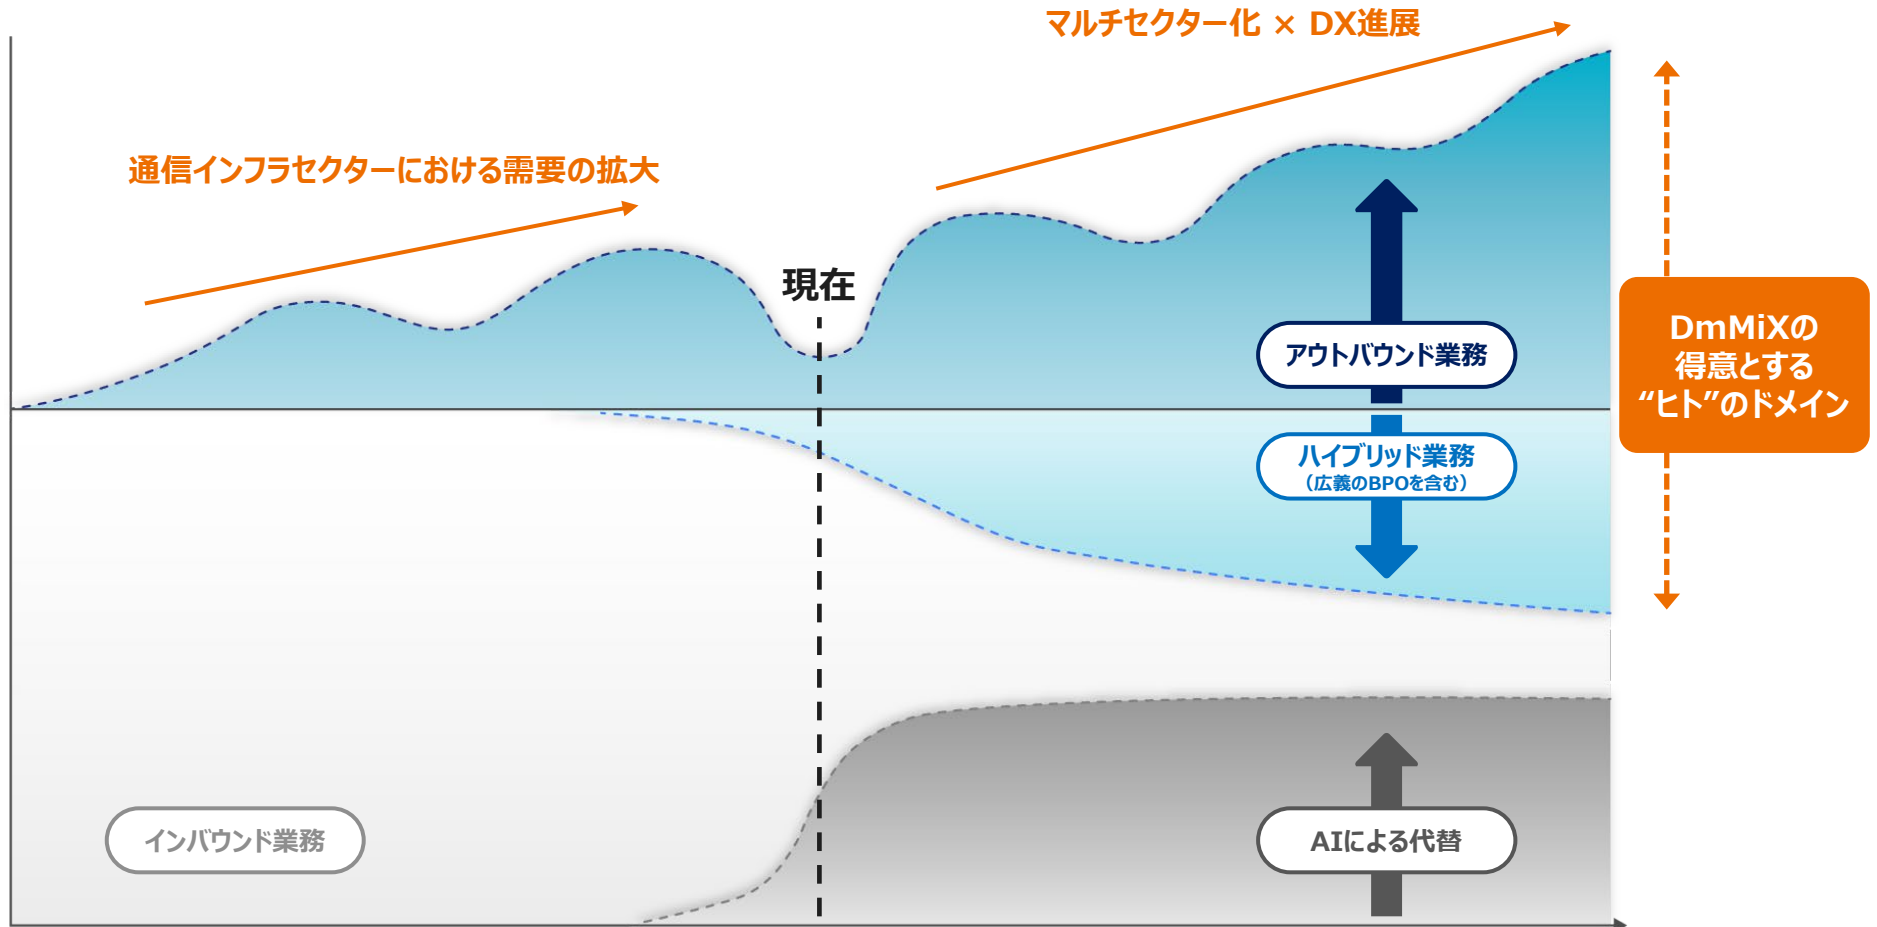 マルチセクター化 × DX進展
通信インフラセクターにおける需要の拡大
現在
アウトバウンド業務
ハイブリッド業務
（広義のBPOを含む）
DmMiXの
得意とする
“ヒト”のドメイン
インバウンド業務
AIによる代替